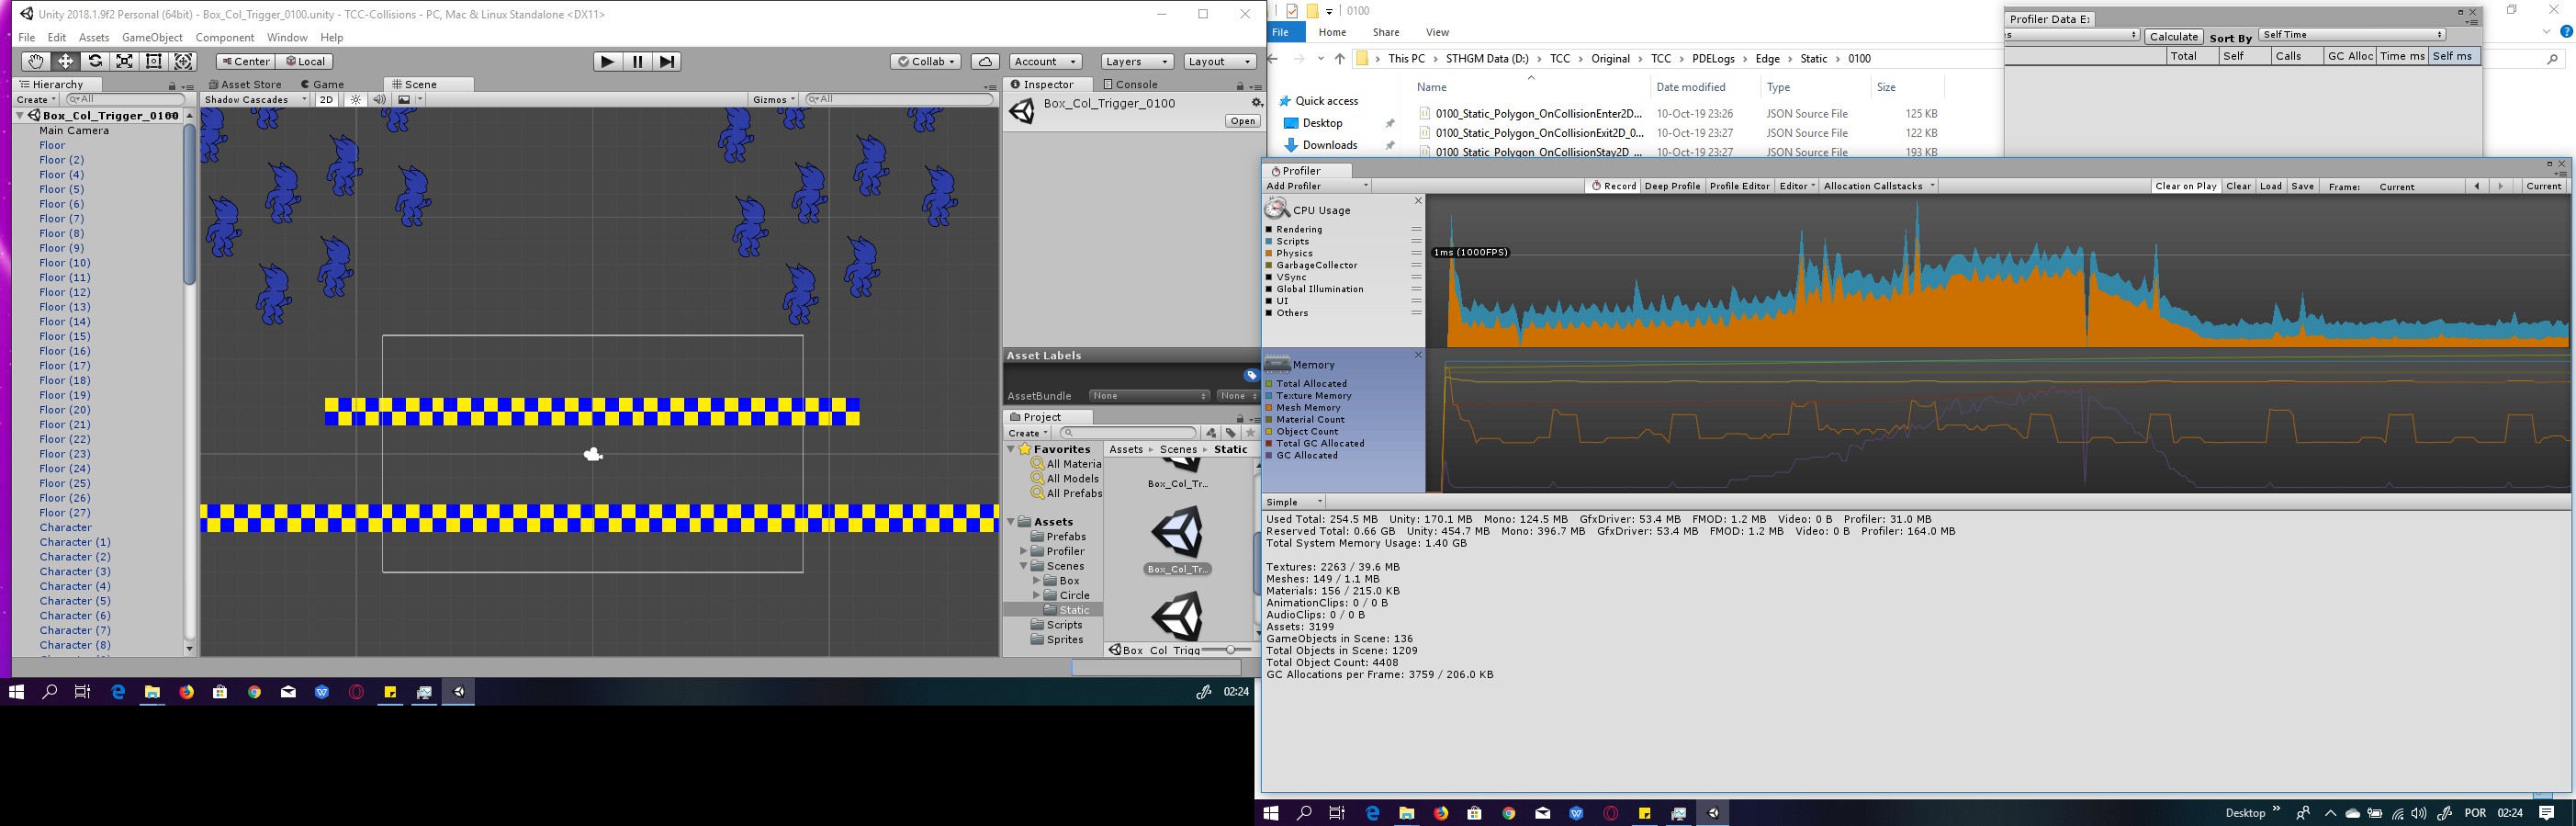 Unity 2018.1.9f2 Personal (64bit) - Box_Col_Trigger_0100.unity - TCC-Collisions - PC, Mac & Linux Standalone <DX11>
File Edit Assets GameObject Component Window Help
Center Local
Collab Account Layers Layout
Hierarchy
Create All
Box_Col_Trigger_0100
Main Camera
Floor
Floor (2)
Floor (4)
Floor (5)
Floor (6)
Floor (7)
Floor (8)
Floor (9)
Floor (10)
Floor (11)
Floor (12)
Floor (13)
Floor (14)
Floor (15)
Floor (16)
Floor (17)
Floor (18)
Floor (19)
Floor (20)
Floor (21)
Floor (22)
Floor (23)
Floor (24)
Floor (25)
Floor (26)
Floor (27)
Character
Character (1)
Character (2)
Character (3)
Character (4)
Character (5)
Character (6)
Character (7)
Character (8)
Asset Store Game Scene
Shadow Cascades 2D Gizmos All
Inspector Console
Box_Col_Trigger_0100
Open
Asset Labels
AssetBundle None None
Project
Create
Favorites
All Materia
All Models
All Prefabs
Assets
Prefabs
Profiler
Scenes
Box
Circle
Static
Scripts
Sprites
Assets Scenes Static
Box_Col_Tr...
Box_Col_Tr...
Box_Col_Trigg
02:24
0100
File Home Share View
This PC STHGM Data (D:) TCC Original TCC PDELogs Edge Static 0100
Quick access
Desktop
Downloads
Name Date modified Type Size
0100_Static_Polygon_OnCollisionEnter2D... 10-Oct-19 23:26 JSON Source File 125 KB
0100_Static_Polygon_OnCollisionExit2D_0... 10-Oct-19 23:27 JSON Source File 122 KB
0100_Static_Polygon_OnCollisionStay2D_... 10-Oct-19 23:27 JSON Source File 193 KB
Profiler Data E
Calculate Sort By Self Time
Total Self Calls GC Alloc Time ms Self ms
Profiler
Add Profiler Record Deep Profile Profile Editor Editor Allocation Callstacks Clear on Play Clear Load Save Frame: Current Current
CPU Usage
Rendering
Scripts
Physics
GarbageCollector
VSync
Global Illumination
UI
Others
1ms (1000FPS)
Memory
Total Allocated
Texture Memory
Mesh Memory
Material Count
Object Count
Total GC Allocated
GC Allocated
Simple
Used Total: 254.5 MB Unity: 170.1 MB Mono: 124.5 MB GfxDriver: 53.4 MB FMOD: 1.2 MB Video: 0 B Profiler: 31.0 MB
Reserved Total: 0.66 GB Unity: 454.7 MB Mono: 396.7 MB GfxDriver: 53.4 MB FMOD: 1.2 MB Video: 0 B Profiler: 164.0 MB
Total System Memory Usage: 1.40 GB
Textures: 2263 / 39.6 MB
Meshes: 149 / 1.1 MB
Materials: 156 / 215.0 KB
AnimationClips: 0 / 0 B
AudioClips: 0 / 0 B
Assets: 3199
GameObjects in Scene: 136
Total Objects in Scene: 1209
Total Object Count: 4408
GC Allocations per Frame: 3759 / 206.0 KB
Desktop POR 02:24